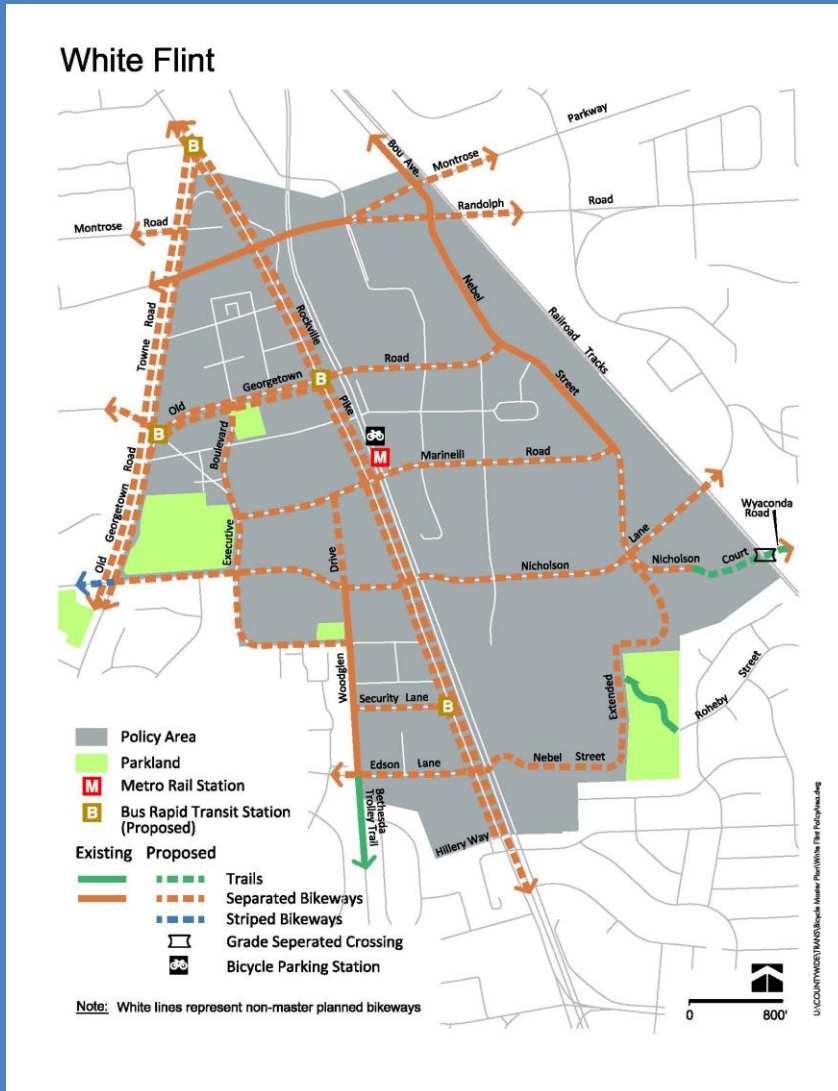 White Flint
Parkway
Bou Ave.
Montrose
Randolph
Road
Montrose
Road
Nebel
Rockville
Railroad
Tracks
Towne
Road
Road
Georgetown
Old
Street
Pike
B
B
B
M
Marinelli
Road
Boulevard
Wyaconda
Road
Lane
Georgetown
Road
Old
Executive
Drive
Nicholson
Nicholson
Court
Woodglen
Security Lane
B
Extended
Roheby
Street
Edson Lane
Nebel Street
Bethesda
Trolley Trail
Hillery Way
Policy Area
Parkland
M Metro Rail Station
B Bus Rapid Transit Station
(Proposed)
Existing Proposed
Trails
Separated Bikeways
Striped Bikeways
Grade Seperated Crossing
Bicycle Parking Station
Note: White lines represent non-master planned bikeways
0 800'